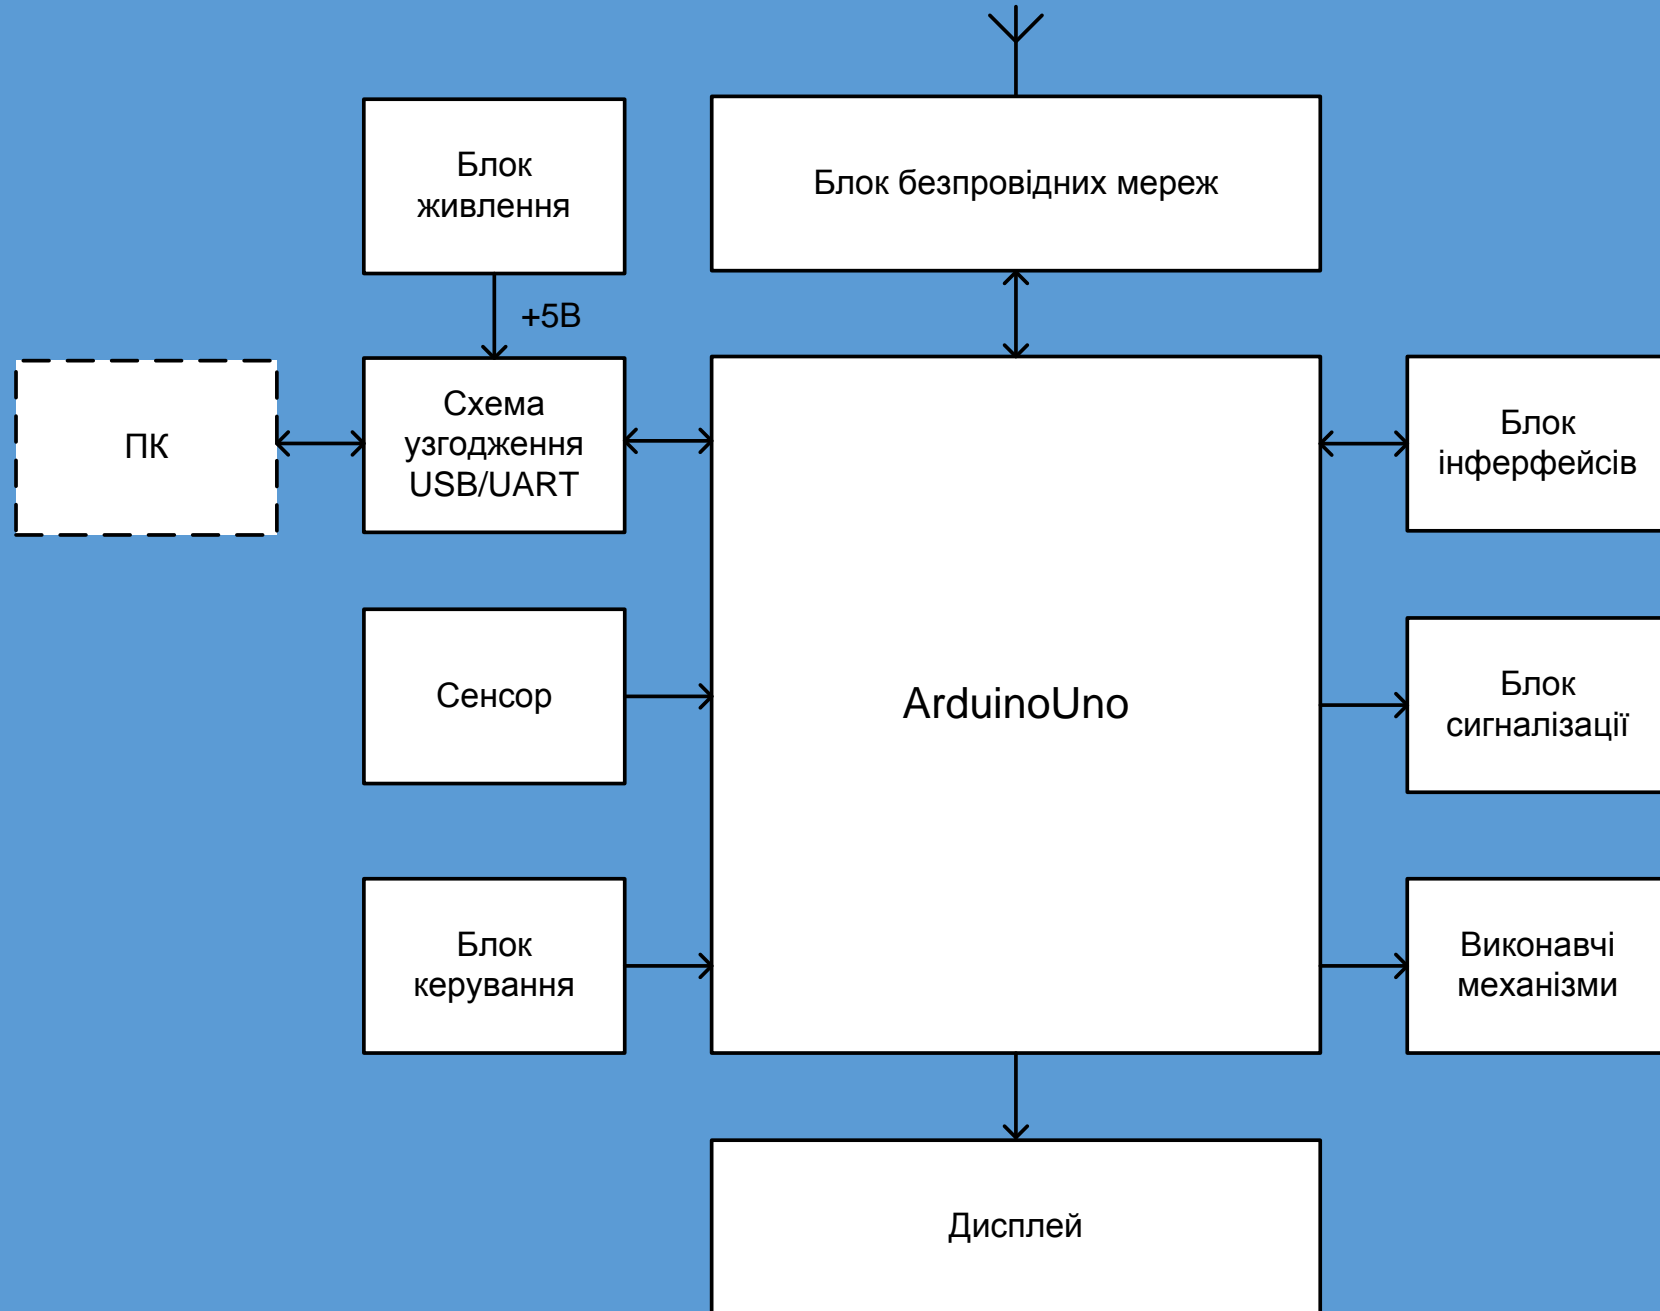 Блок
живлення
Блок безпровідних мереж
+5В
ПК
Схема
узгодження
USB/UART
Блок
інферфейсів
Сенсор
ArduinoUno
Блок
сигналізації
Блок
керування
Виконавчі
механізми
Дисплей